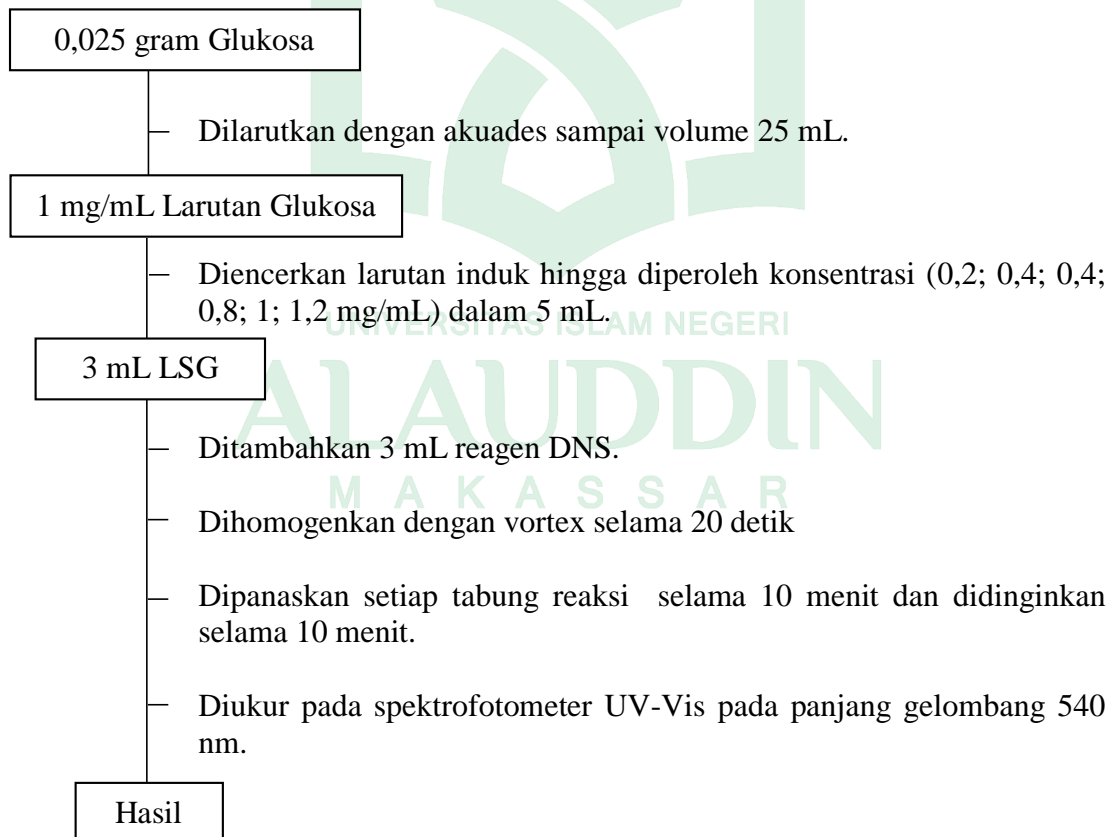 0,025 gram Glukosa
Dilarutkan dengan akuades sampai volume 25 mL.
1 mg/mL Larutan Glukosa
Diencerkan larutan induk hingga diperoleh konsentrasi (0,2; 0,4; 0,4;
0,8; 1; 1,2 mg/mL) dalam 5 mL.
UNIVERSITAS ISLAM NEGERI
3 mL LSG
ALAUDDIN
Ditambahkan 3 mL reagen DNS.
MAKASSAR
Dihomogenkan dengan vortex selama 20 detik
Dipanaskan setiap tabung reaksi selama 10 menit dan didinginkan
selama 10 menit.
Diukur pada spektrofotometer UV-Vis pada panjang gelombang 540
nm.
Hasil